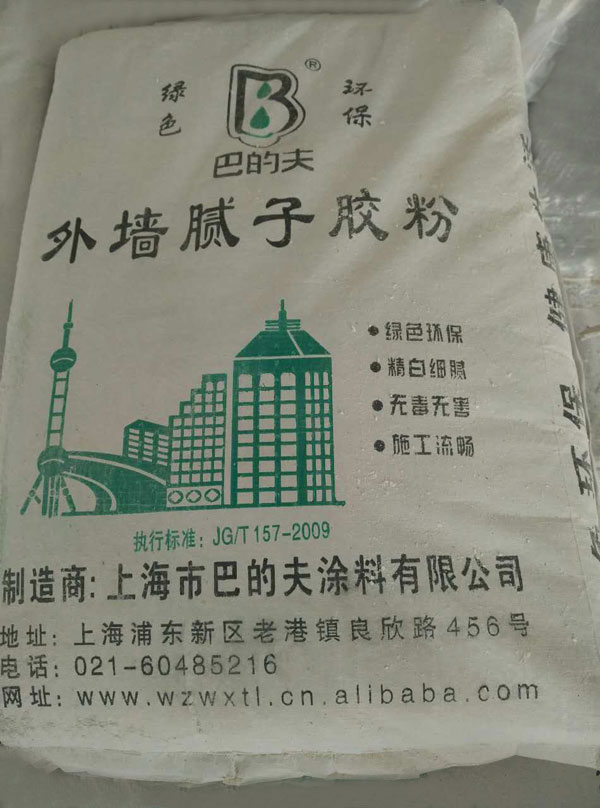 绿色
环保
®
巴的夫
外墙腻子胶粉
●绿色环保
●精白细腻
●无毒无害
●施工流畅
执行标准：JG/T157-2009
制造商：上海市巴的夫涂料有限公司
地址：上海浦东新区老港镇良欣路456号
电话：021-60485216
网址：www.wzwxtl.cn.alibaba.com
环保